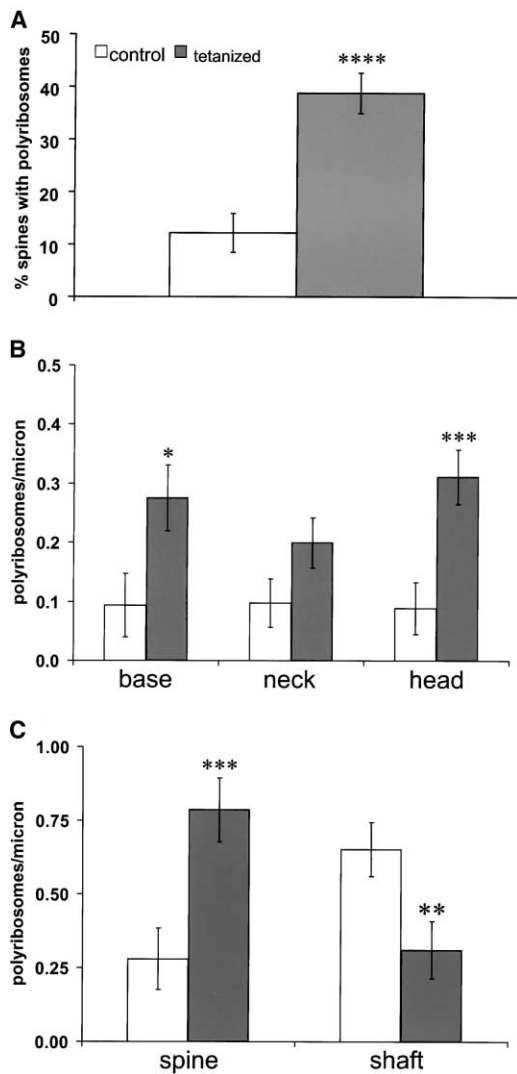 A
50
control tetanized
****
40
30
20
10
0
% spines with polyribosomes
B
0.5
0.4
0.3
0.2
0.1
0.0
polyribosomes/micron
*
***
base neck head
C
1.00
0.75
0.50
0.25
0.00
polyribosomes/micron
***
**
spine shaft